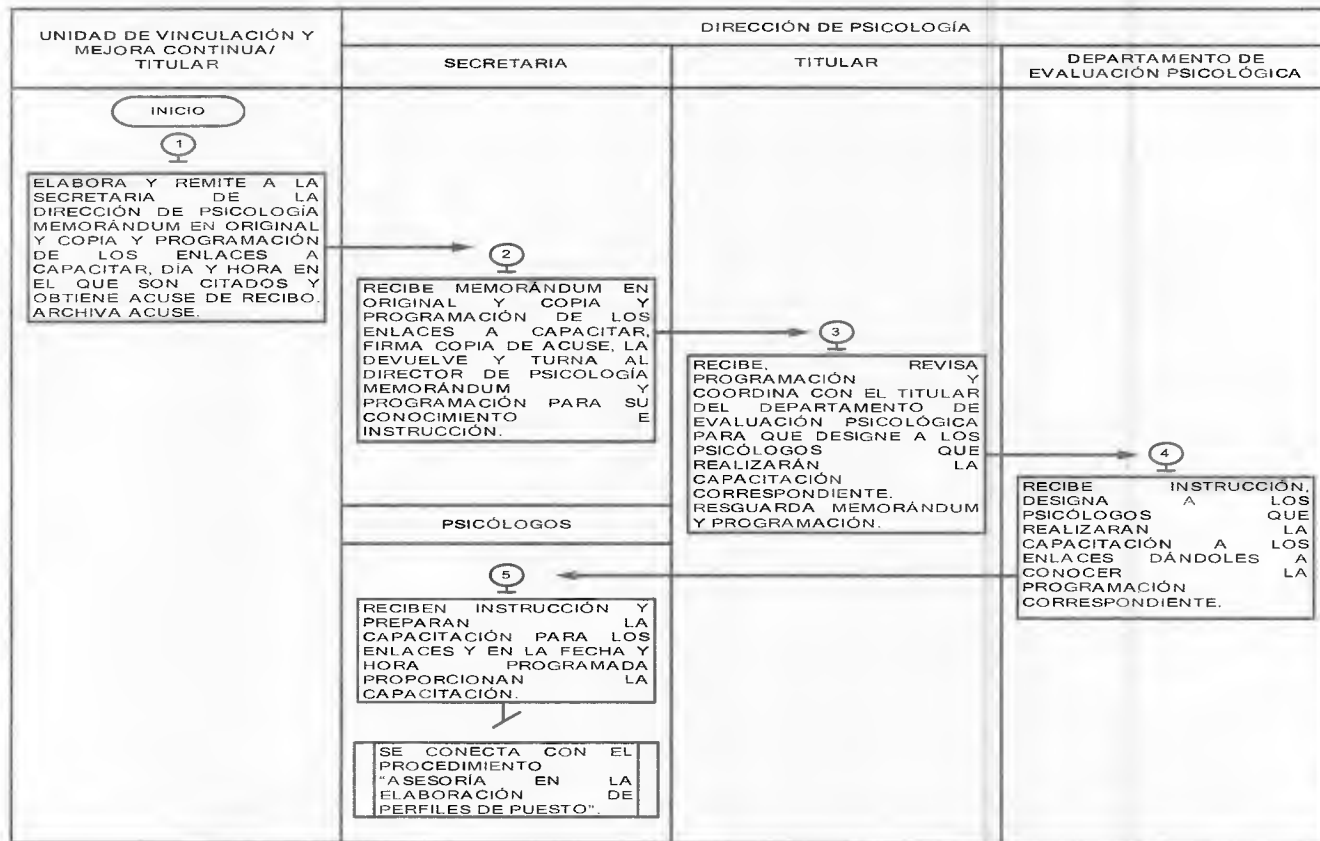 UNIDAD DE VINCULACIÓN Y
MEJORA CONTINUA/
TITULAR
DIRECCIÓN DE PSICOLOGÍA
SECRETARIA
TITULAR
DEPARTAMENTO DE
EVALUACIÓN PSICOLÓGICA
INICIO
1
ELABORA Y REMITE A LA
SECRETARIA DE LA
DIRECCIÓN DE PSICOLOGÍA
MEMORÁNDUM EN ORIGINAL
Y COPIA Y PROGRAMACIÓN
DE LOS ENLACES A
CAPACITAR, DÍA Y HORA EN
EL QUE SON CITADOS Y
OBTIENE ACUSE DE RECIBO.
ARCHIVA ACUSE.
2
RECIBE MEMORÁNDUM EN
ORIGINAL Y COPIA Y
PROGRAMACIÓN DE LOS
ENLACES A CAPACITAR,
FIRMA COPIA DE ACUSE, LA
DEVUELVE Y TURNA AL
DIRECTOR DE PSICOLOGÍA
MEMORÁNDUM Y
PROGRAMACIÓN PARA SU
CONOCIMIENTO E
INSTRUCCIÓN.
3
RECIBE, REVISA
PROGRAMACIÓN Y
COORDINA CON EL TITULAR
DEL DEPARTAMENTO DE
EVALUACIÓN PSICOLÓGICA
PARA QUE DESIGNE A LOS
PSICÓLOGOS QUE
REALIZARÁN LA
CAPACITACIÓN
CORRESPONDIENTE.
RESGUARDA MEMORÁNDUM
Y PROGRAMACIÓN.
4
RECIBE INSTRUCCIÓN,
DESIGNA A LOS
PSICÓLOGOS QUE
REALIZARAN LA
CAPACITACIÓN A LOS
ENLACES DÁNDOLES A
CONOCER LA
PROGRAMACIÓN
CORRESPONDIENTE.
PSICÓLOGOS
5
RECIBEN INSTRUCCIÓN Y
PREPARAN LA
CAPACITACIÓN PARA LOS
ENLACES Y EN LA FECHA Y
HORA PROGRAMADA
PROPORCIONAN LA
CAPACITACIÓN.
SE CONECTA CON EL
PROCEDIMIENTO
"ASESORÍA EN LA
ELABORACIÓN DE
PERFILES DE PUESTO".